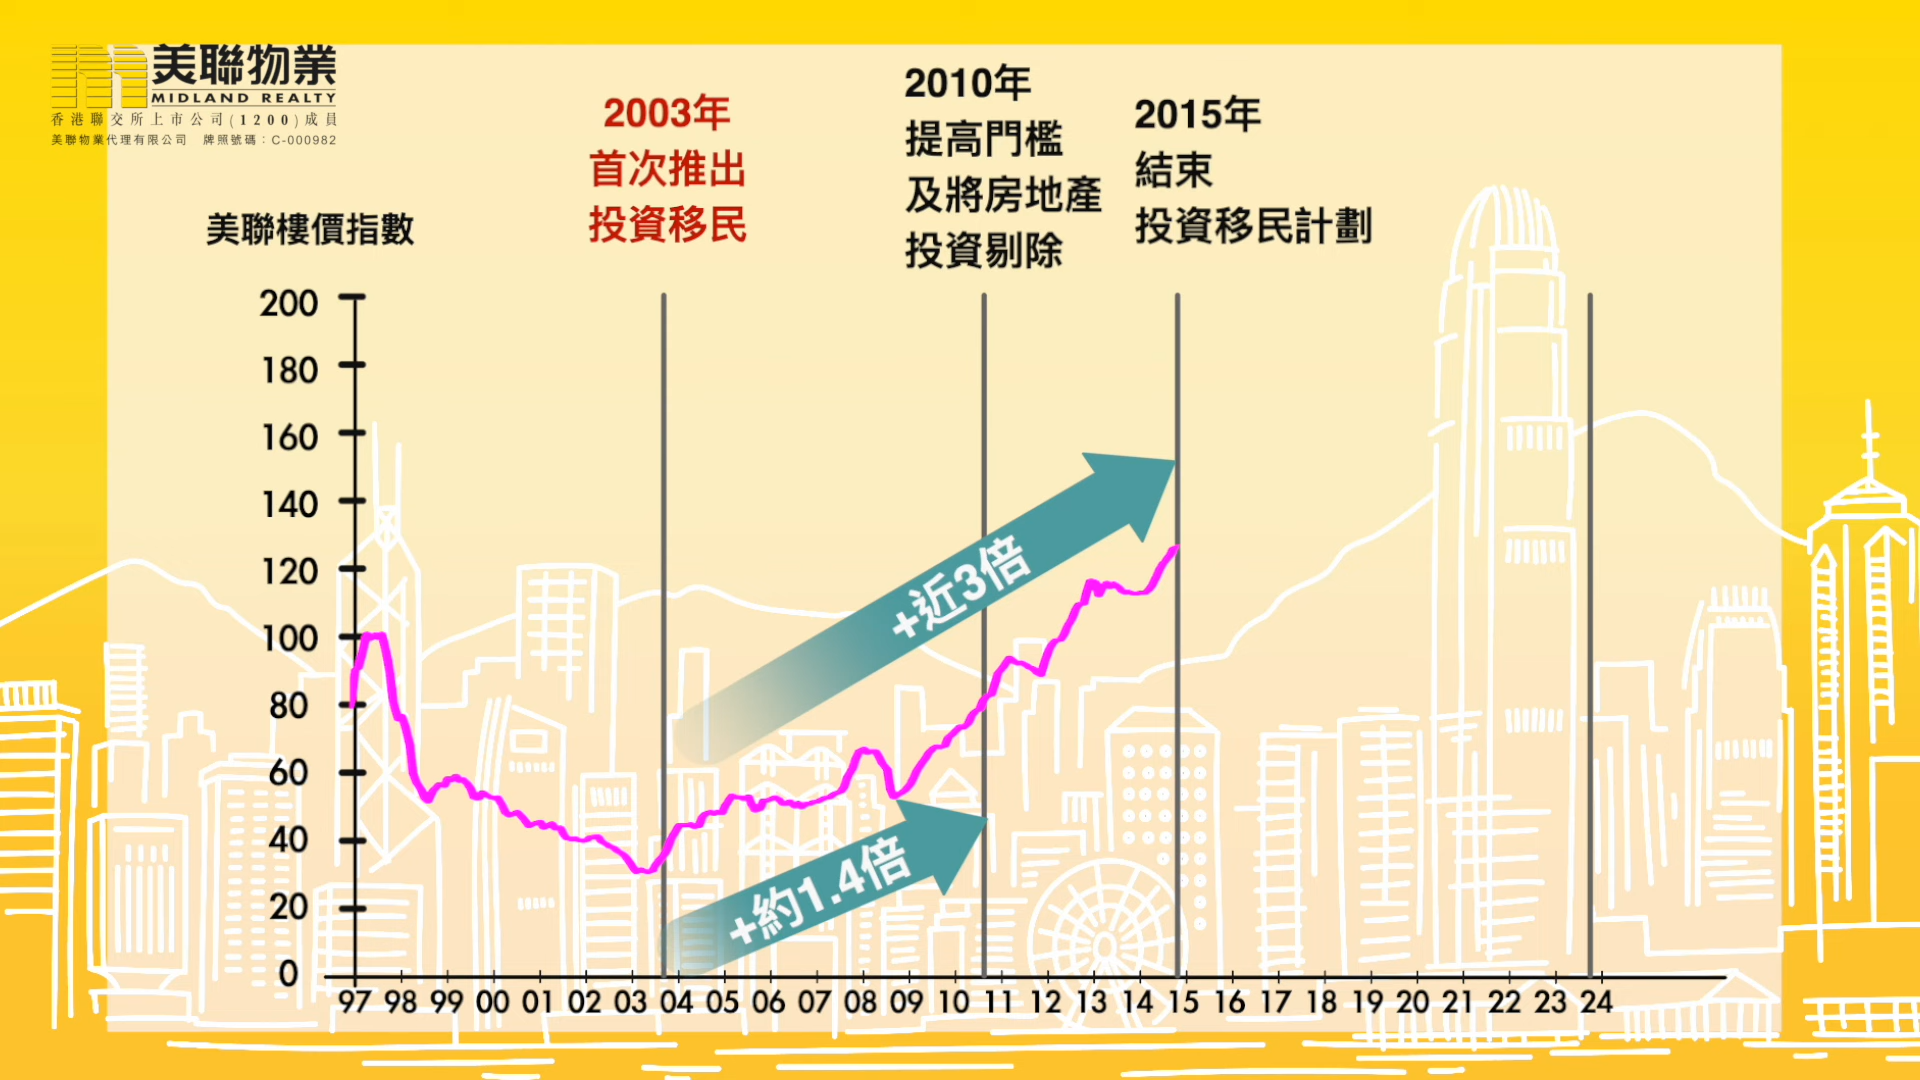 美聯物業
MIDLAND REALTY
香港聯交所上市公司(1200)成員
美聯物業代理有限公司 牌照號碼：C-000982
2003年
首次推出
投資移民
2010年
提高門檻
及將房地產
投資剔除
2015年
結束
投資移民計劃
美聯樓價指數
200
180
160
140
120
100
80
60
40
20
0
+近3倍
+約1.4倍
97 98 99 00 01 02 03 04 05 06 07 08 09 10 11 12 13 14 15 16 17 18 19 20 21 22 23 24